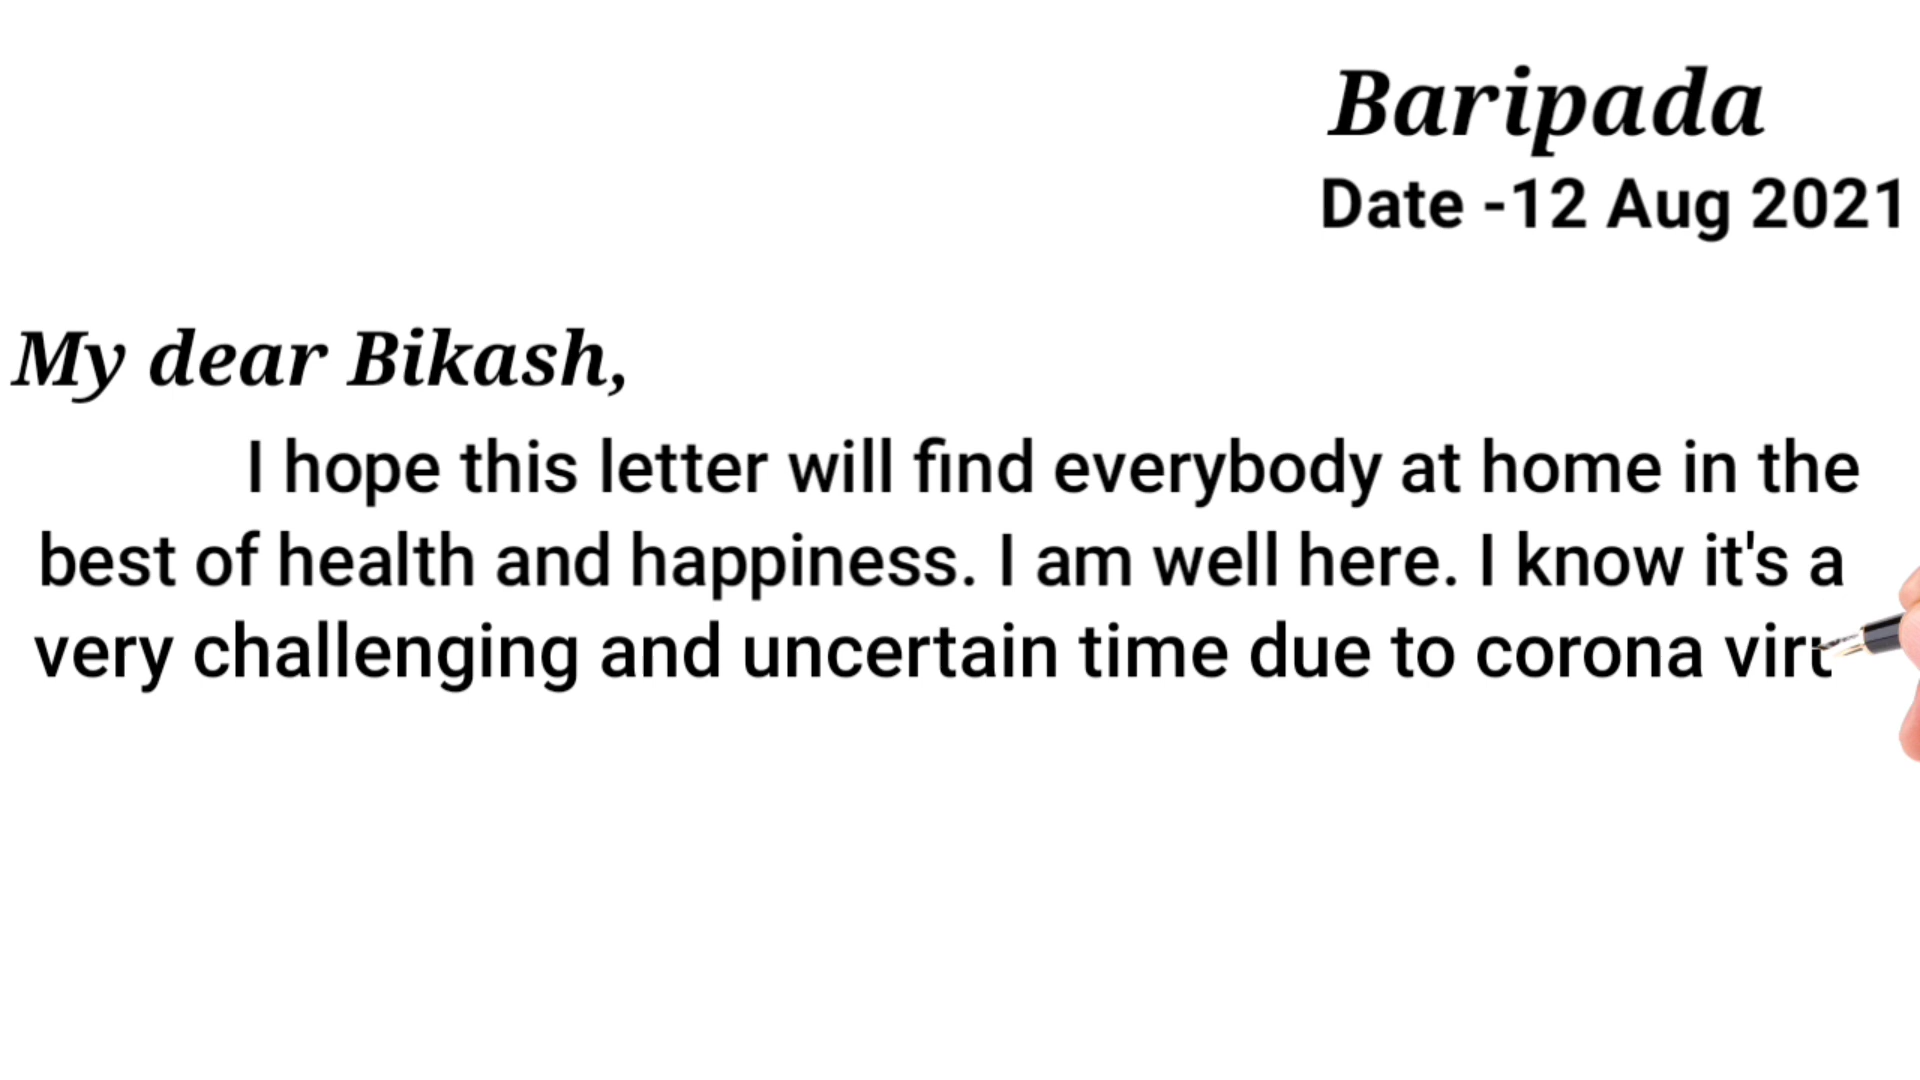 Baripada
Date -12 Aug 2021
My dear Bikash,
I hope this letter will find everybody at home in the
best of health and happiness. I am well here. I know it's a
very challenging and uncertain time due to corona